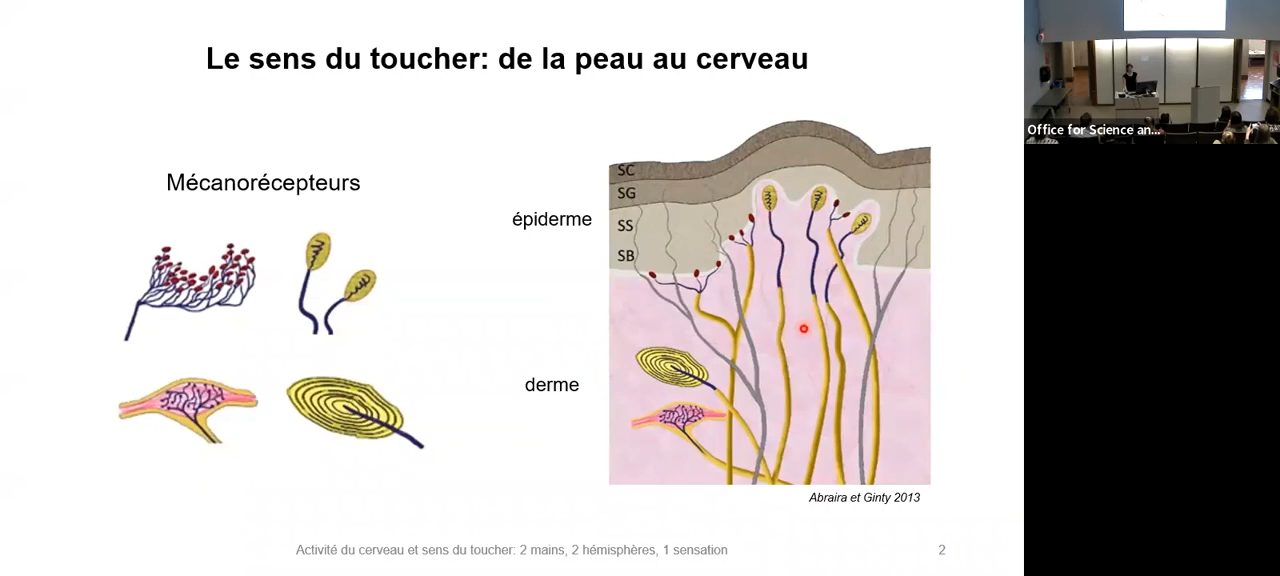 Le sens du toucher: de la peau au cerveau
Mécanorécepteurs
épiderme
derme
SC
SG
SS
SB
Abraira et Ginty 2013
Activité du cerveau et sens du toucher: 2 mains, 2 hémisphères, 1 sensation
2
Office for Science an...